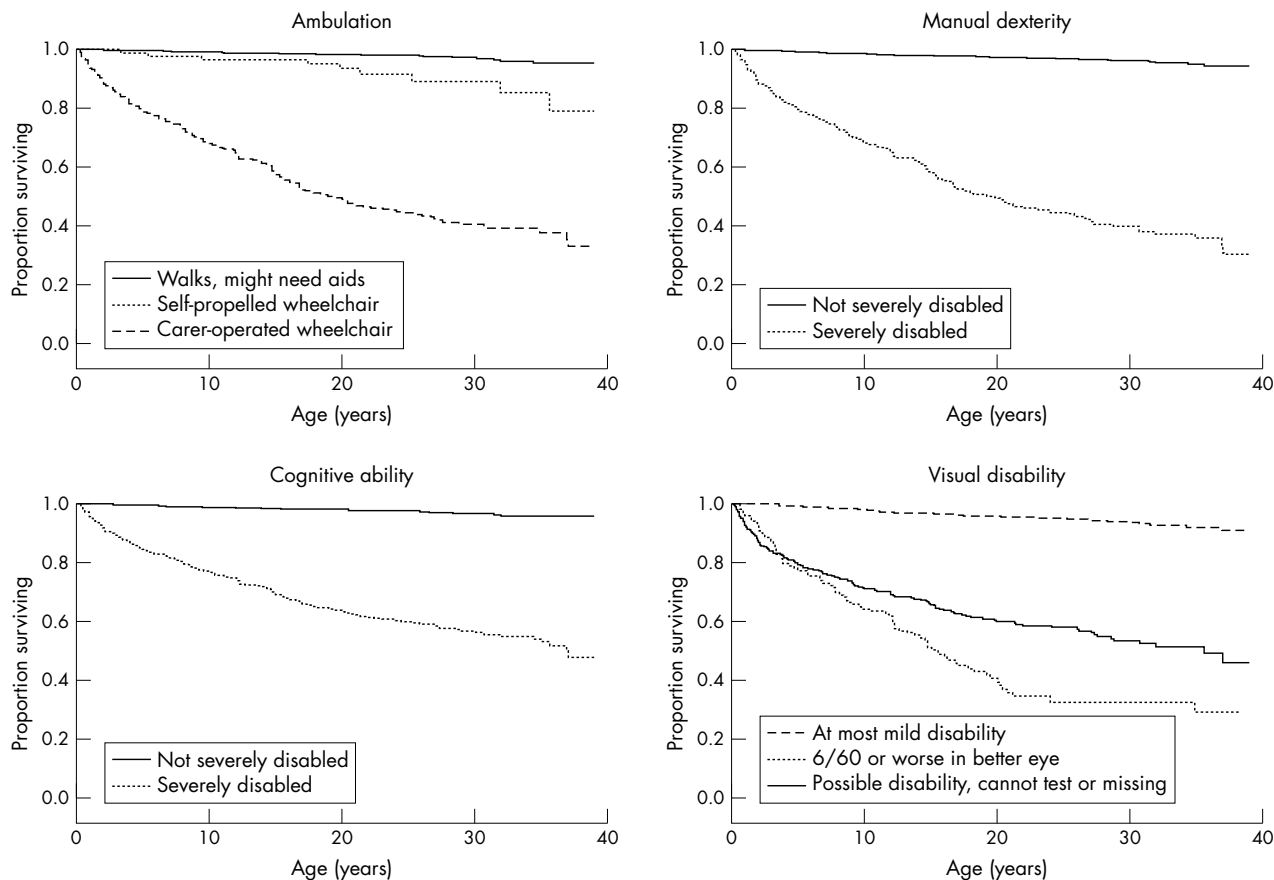 Ambulation
1.0
0.8
0.6
0.4
0.2
0.0
Proportion surviving
Walks, might need aids
Self-propelled wheelchair
Carer-operated wheelchair
0 10 20 30 40
Age (years)
Manual dexterity
1.0
0.8
0.6
0.4
0.2
0.0
Proportion surviving
Not severely disabled
Severely disabled
0 10 20 30 40
Age (years)
Cognitive ability
1.0
0.8
0.6
0.4
0.2
0.0
Proportion surviving
Not severely disabled
Severely disabled
0 10 20 30 40
Age (years)
Visual disability
1.0
0.8
0.6
0.4
0.2
0.0
Proportion surviving
At most mild disability
6/60 or worse in better eye
Possible disability, cannot test or missing
0 10 20 30 40
Age (years)